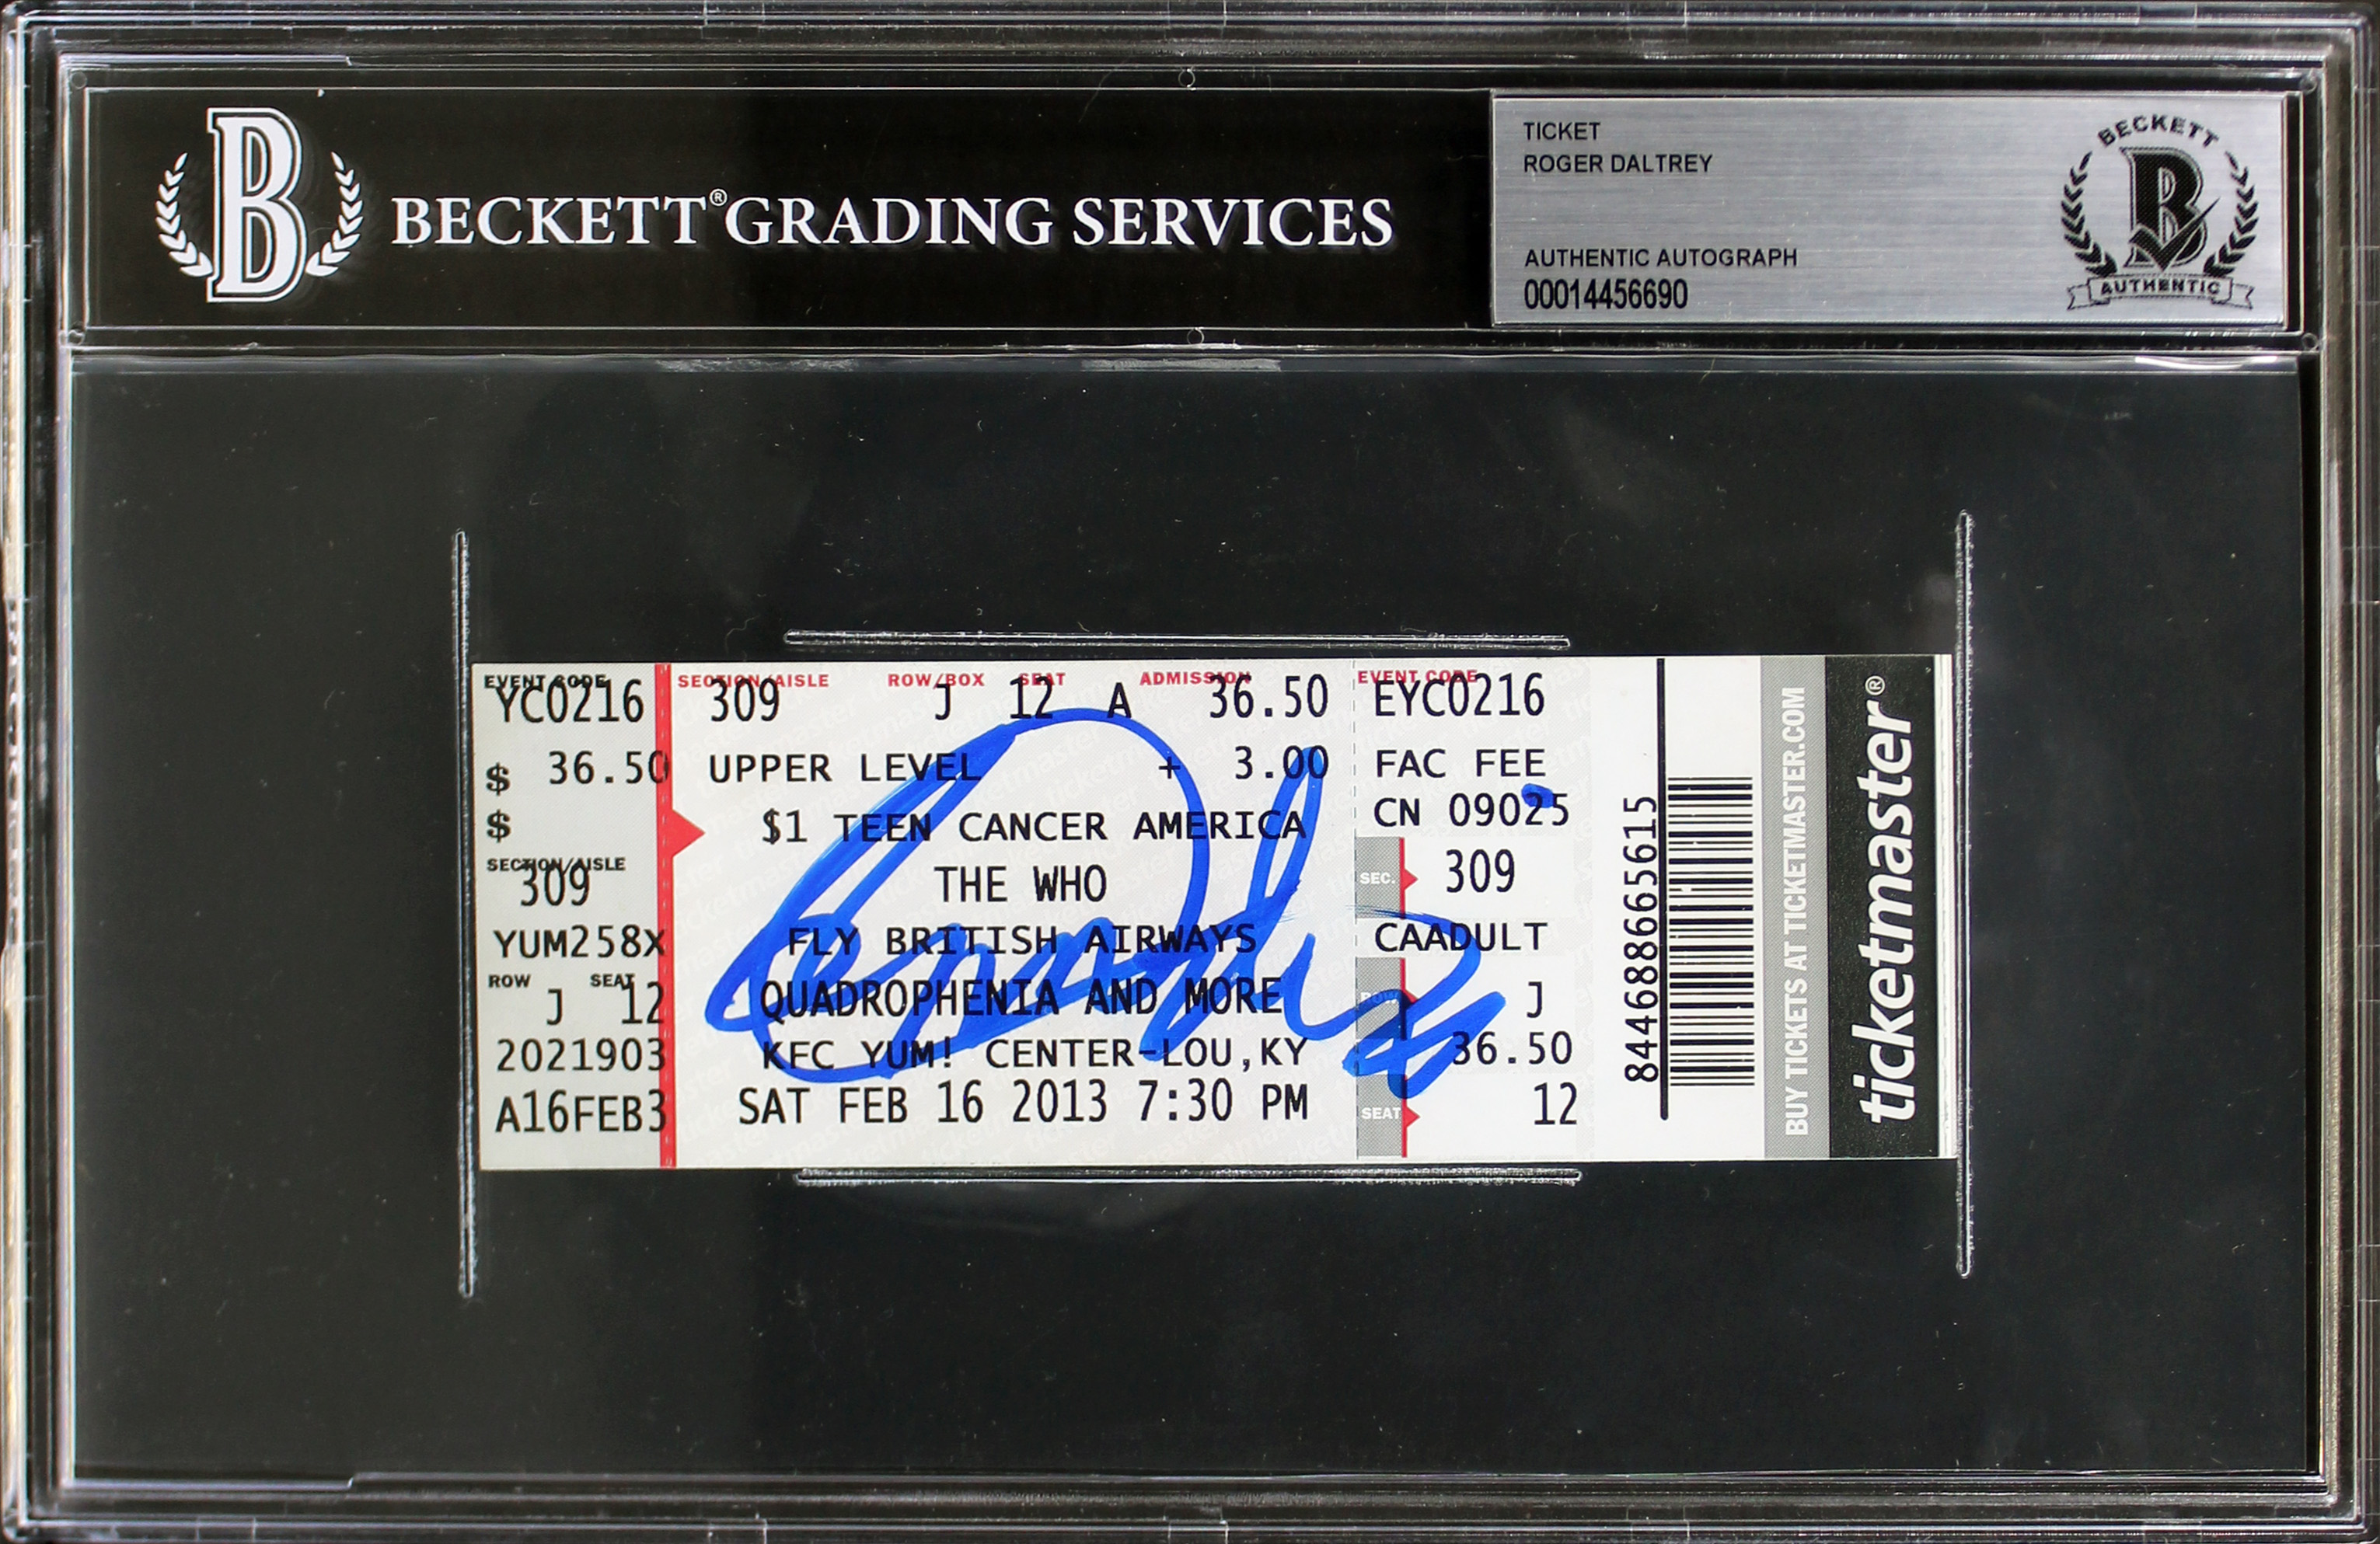 B BECKETT® GRADING SERVICES
TICKET
ROGER DALTREY
AUTHENTIC AUTOGRAPH
00014456690
BECKETT
B
AUTHENTIC
EVENT CODE
YC0216
$ 36.50
$
SECTION/AISLE
309
YUM258X
ROW SEAT
J 12
2021903
A16FEB3
SECTION/AISLE ROW/BOX SEAT ADMISSION
309 J 12 A 36.50
UPPER LEVEL + 3.00
$1 TEEN CANCER AMERICA
THE WHO
FLY BRITISH AIRWAYS
QUADROPHENIA AND MORE
KFC YUM! CENTER-LOU,KY
SAT FEB 16 2013 7:30 PM
EVENT CODE
EYC0216
FAC FEE
CN 09025
SEC. 309
CAADULT
ROW J
36.50
SEAT 12
844688665615
BUY TICKETS AT TICKETMASTER.COM
ticketmaster®